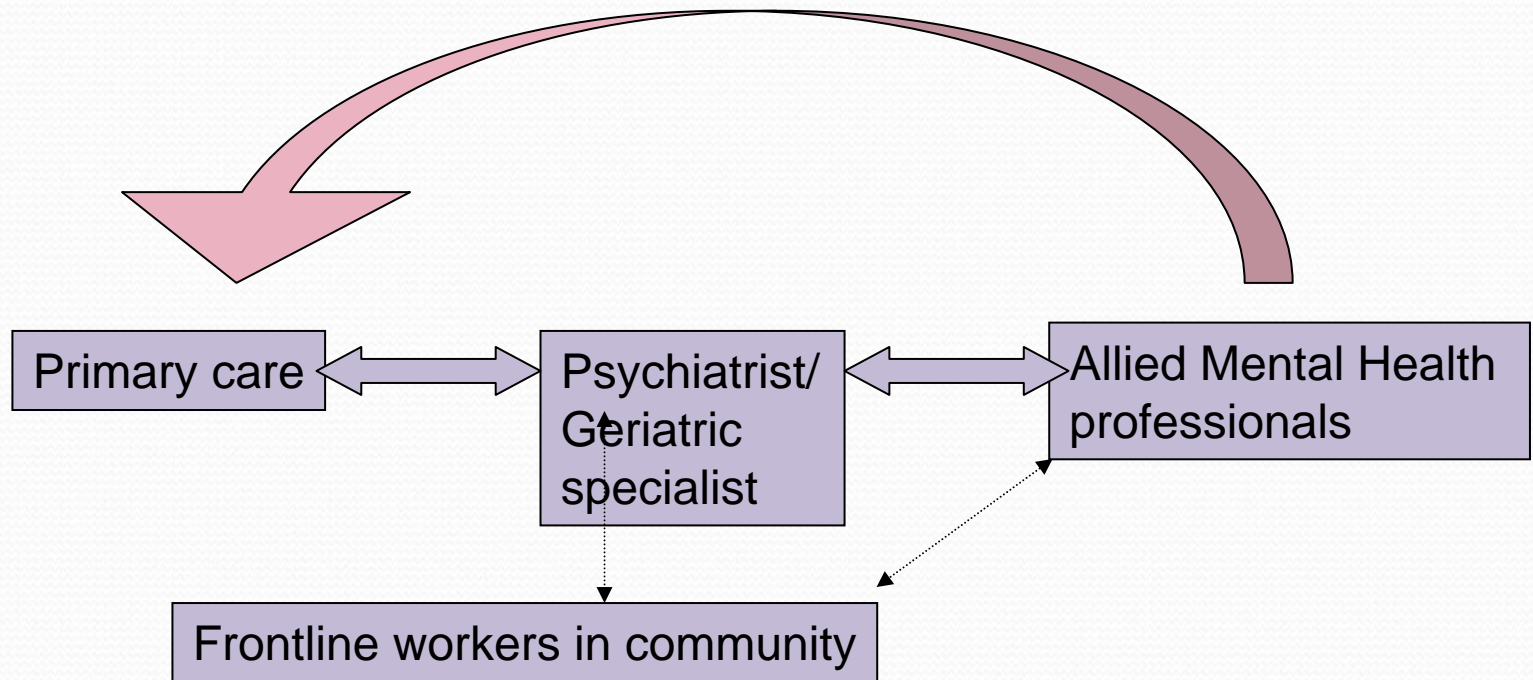 Primary care
Psychiatrist/
Geriatric
specialist
Allied Mental Health
professionals
Frontline workers in community